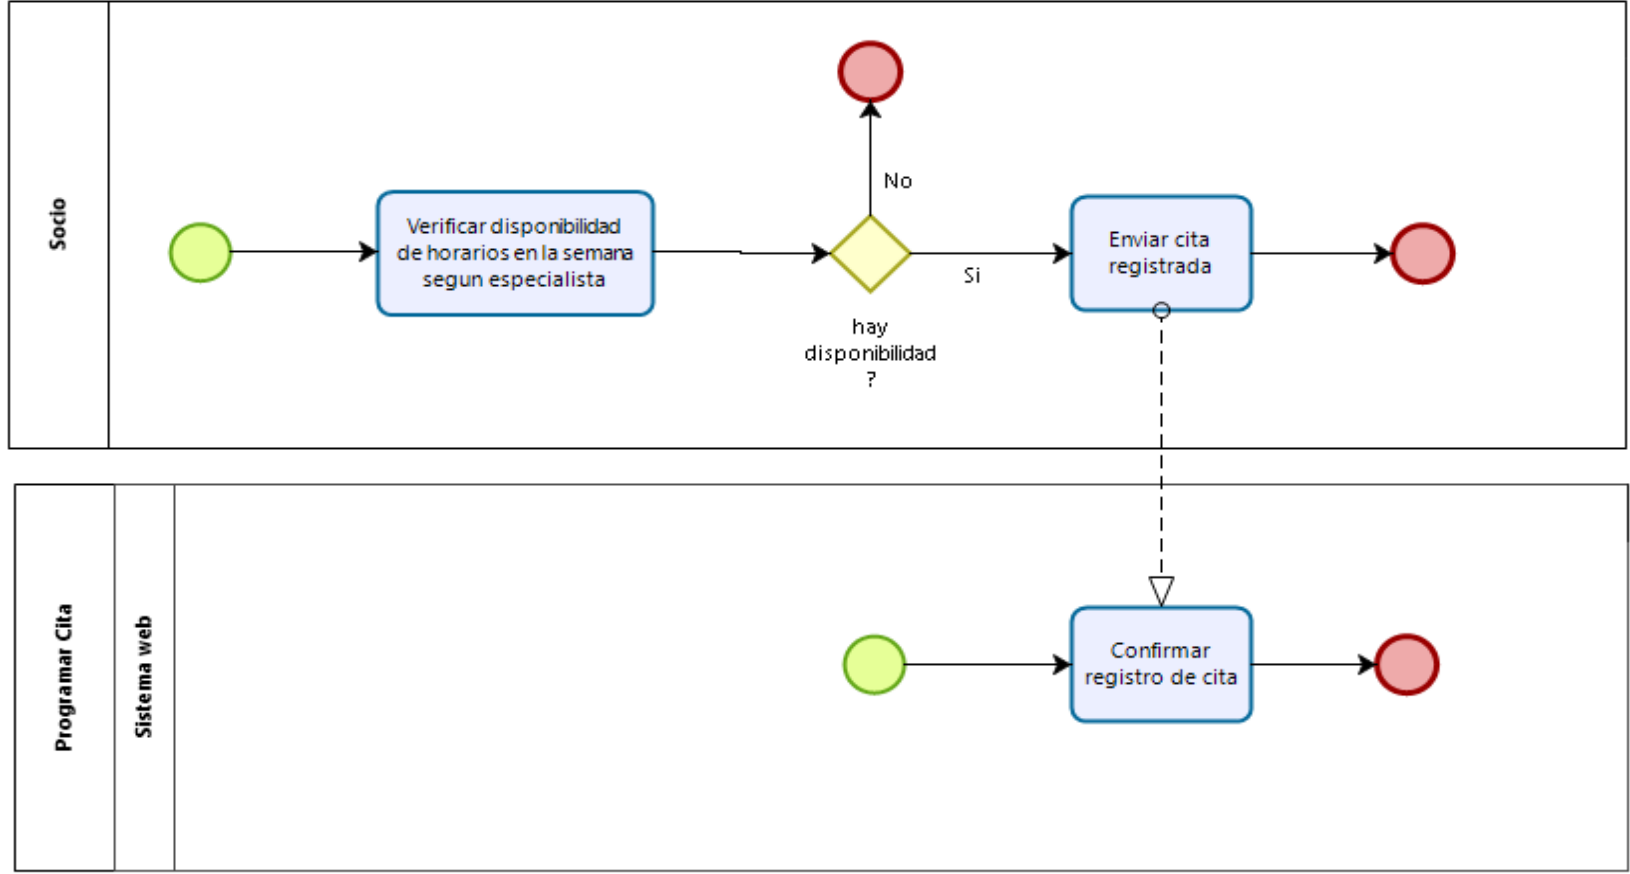 Socio
Verificar disponibilidad
de horarios en la semana
segun especialista
No
Si
hay
disponibilidad
?
Enviar cita
registrada
Programar Cita
Sistema web
Confirmar
registro de cita